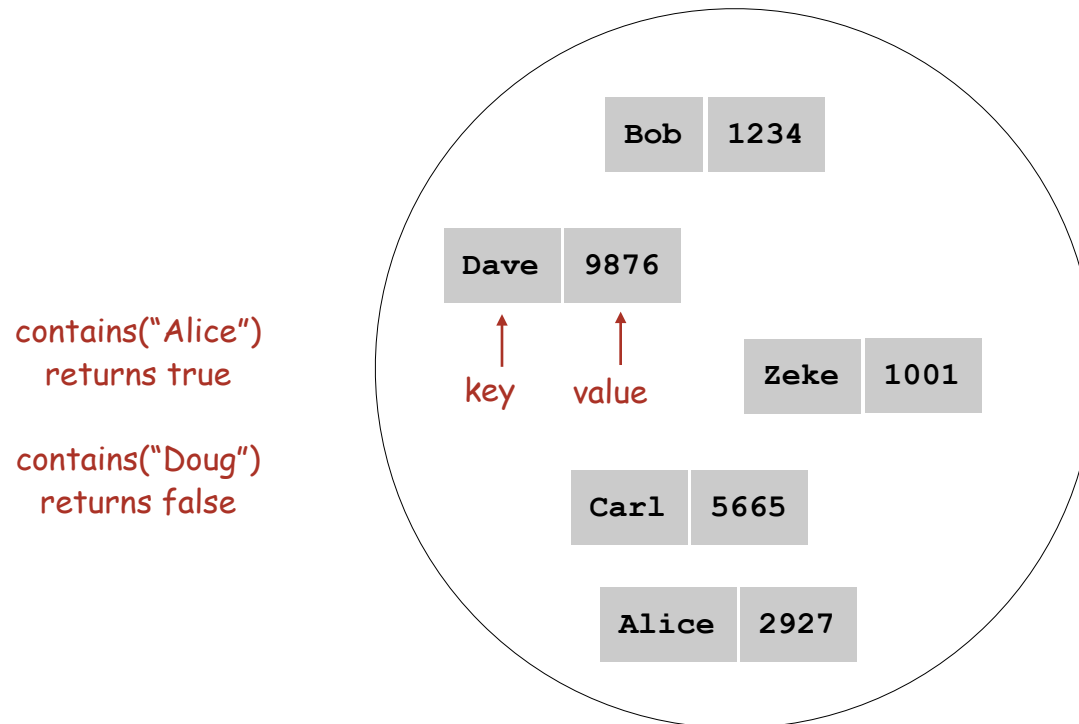 Bob 1234
Dave 9876
contains(“Alice”)
returns true
key value
Zeke 1001
contains(“Doug”)
returns false
Carl 5665
Alice 2927